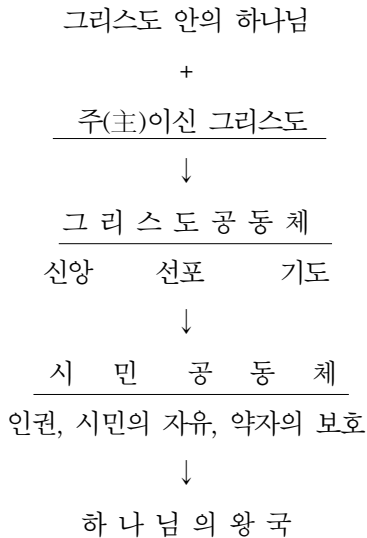 그리스도 안의 하나님
+
주(主)이신 그리스도
↓
그 리 스 도 공 동 체
신앙 선포 기도
↓
시 민 공 동 체
인권, 시민의 자유, 약자의 보호
↓
하 나 님 의 왕 국